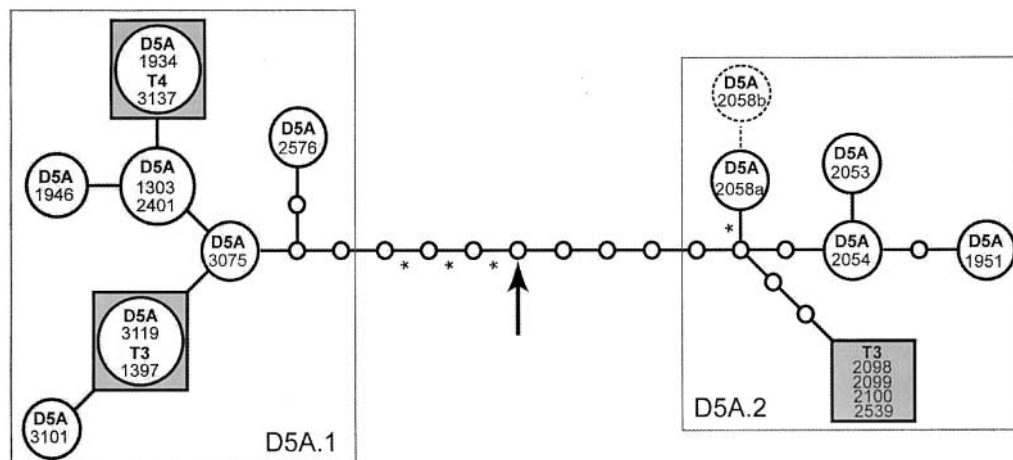 D5A
1934
T4
3137
D5A
2576
D5A
1946
D5A
1303
2401
D5A
3075
D5A
3119
T3
1397
D5A
3101
D5A.1
*
*
*
D5A
2058b
D5A
2058a
*
D5A
2053
D5A
2054
D5A
1951
T3
2098
2099
2100
2539
D5A.2